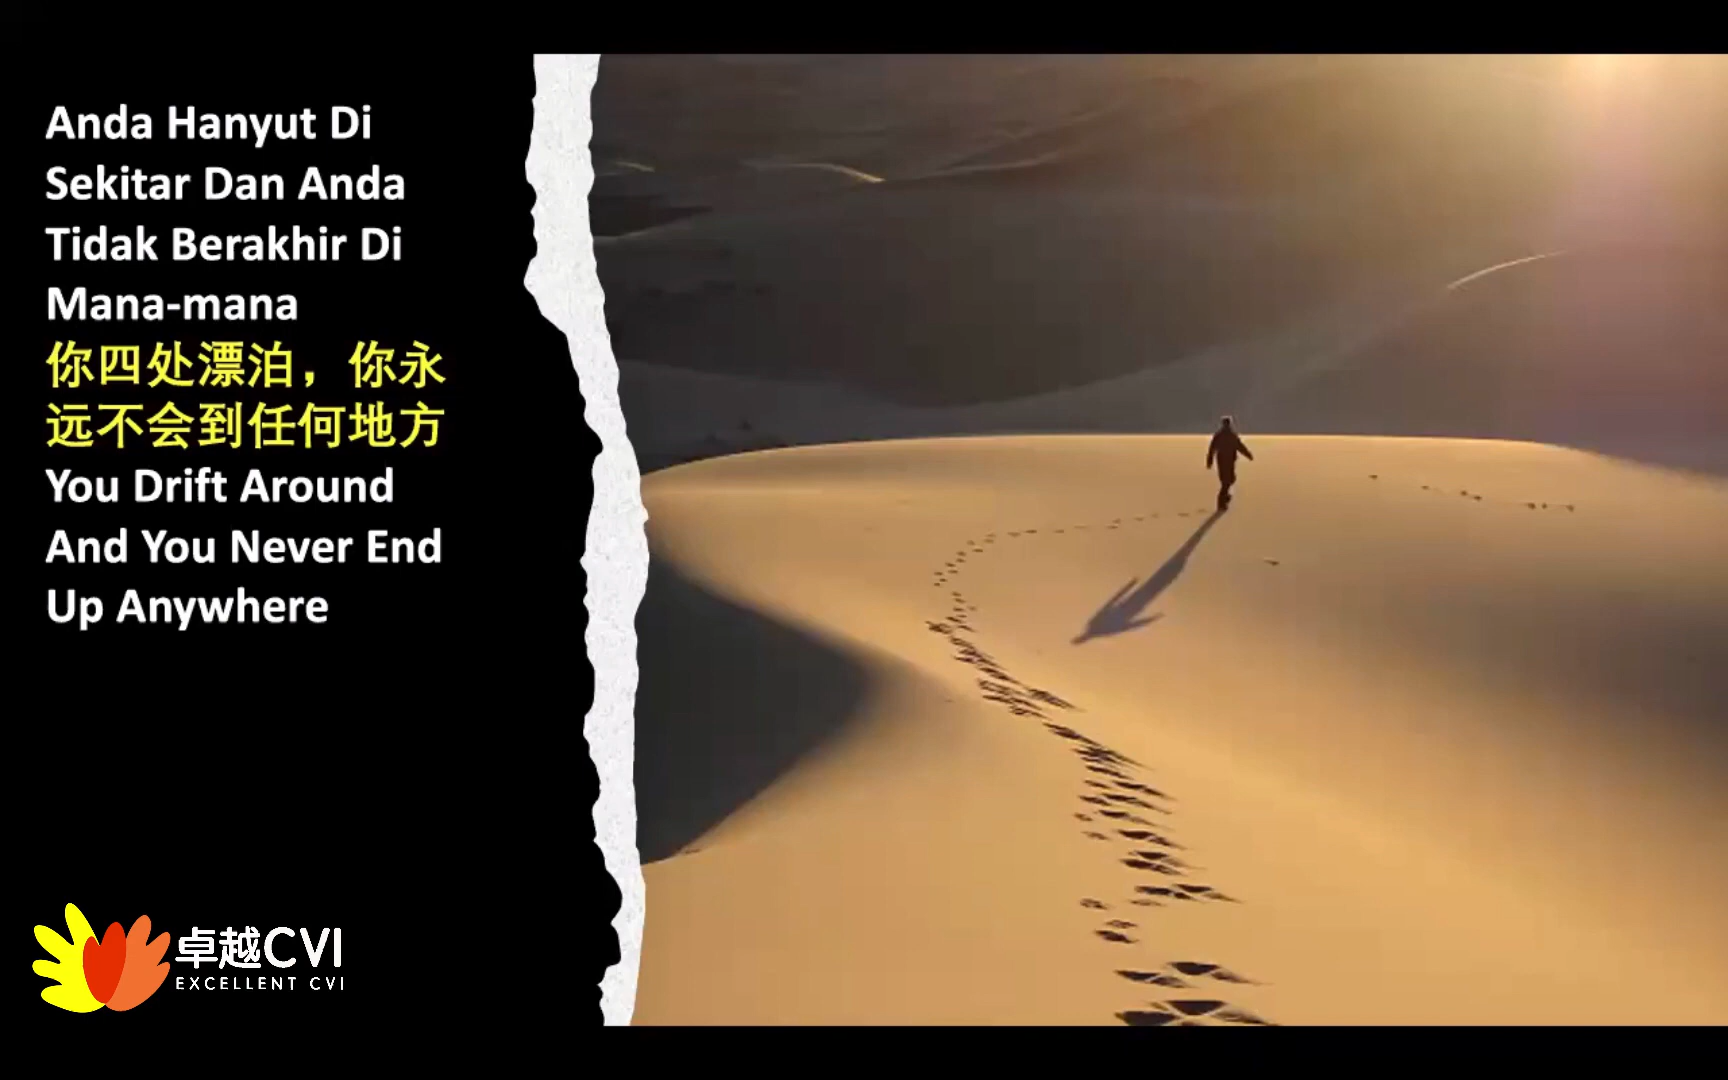 Anda Hanyut Di
Sekitar Dan Anda
Tidak Berakhir Di
Mana-mana
你四处漂泊，你永
远不会到任何地方
You Drift Around
And You Never End
Up Anywhere
卓越CVI
EXCELLENT CVI